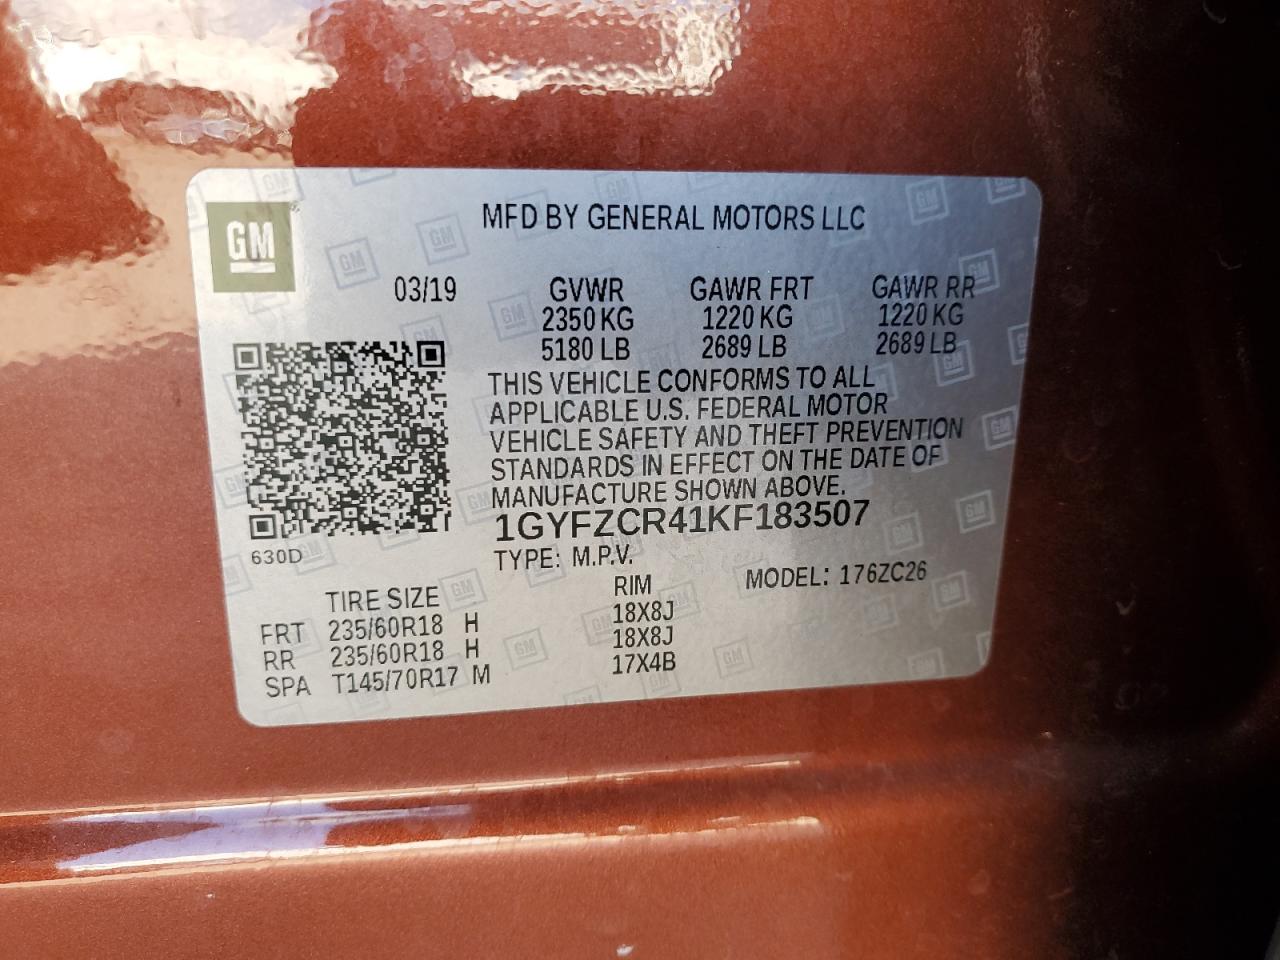 GM
MFD BY GENERAL MOTORS LLC
03/19 GVWR GAWR FRT GAWR RR
2350 KG 1220 KG 1220 KG
5180 LB 2689 LB 2689 LB
THIS VEHICLE CONFORMS TO ALL
APPLICABLE U.S. FEDERAL MOTOR
VEHICLE SAFETY AND THEFT PREVENTION
STANDARDS IN EFFECT ON THE DATE OF
MANUFACTURE SHOWN ABOVE.
1GYFZCR41KF183507
630D
TYPE: M.P.V. MODEL: 176ZC26
TIRE SIZE RIM
FRT 235/60R18 H 18X8J
RR 235/60R18 H 18X8J
SPA T145/70R17 M 17X4B